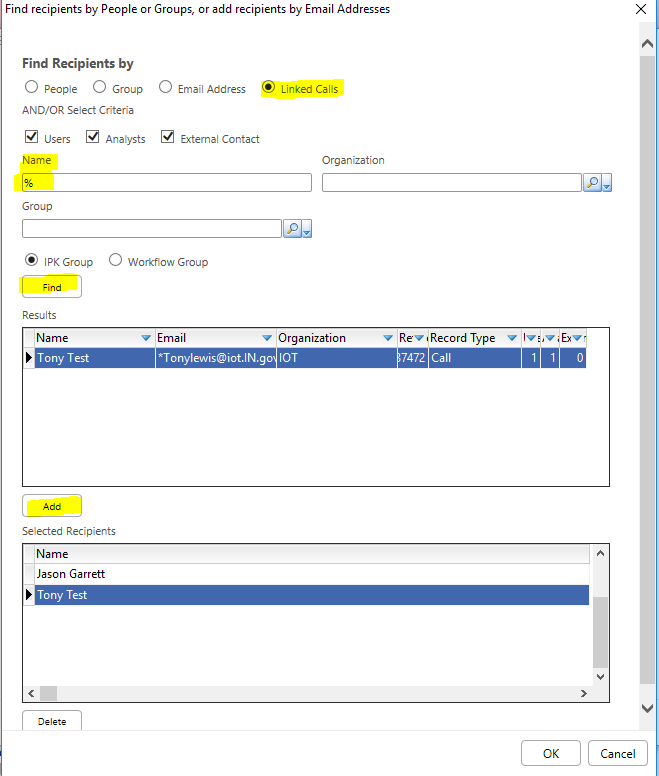 Find recipients by People or Groups, or add recipients by Email Addresses
Find Recipients by
People Group Email Address Linked Calls
AND/OR Select Criteria
Users Analysts External Contact
Name Organization
%
Group
IPK Group Workflow Group
Find
Results
Name Email Organization Record Type
Tony Test *Tonylewis@iot.IN.gov IOT 37472 Call 1 1 0
Add
Selected Recipients
Name
Jason Garrett
Tony Test
Delete
OK Cancel